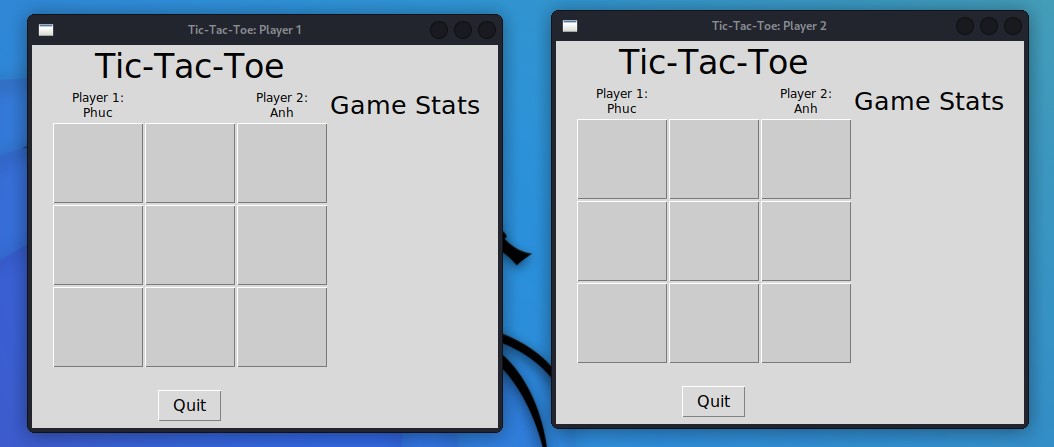 Tic-Tac-Toe: Player 1
Tic-Tac-Toe
Player 1:
Phuc
Player 2:
Anh
Game Stats
Quit
Tic-Tac-Toe: Player 2
Tic-Tac-Toe
Player 1:
Phuc
Player 2:
Anh
Game Stats
Quit